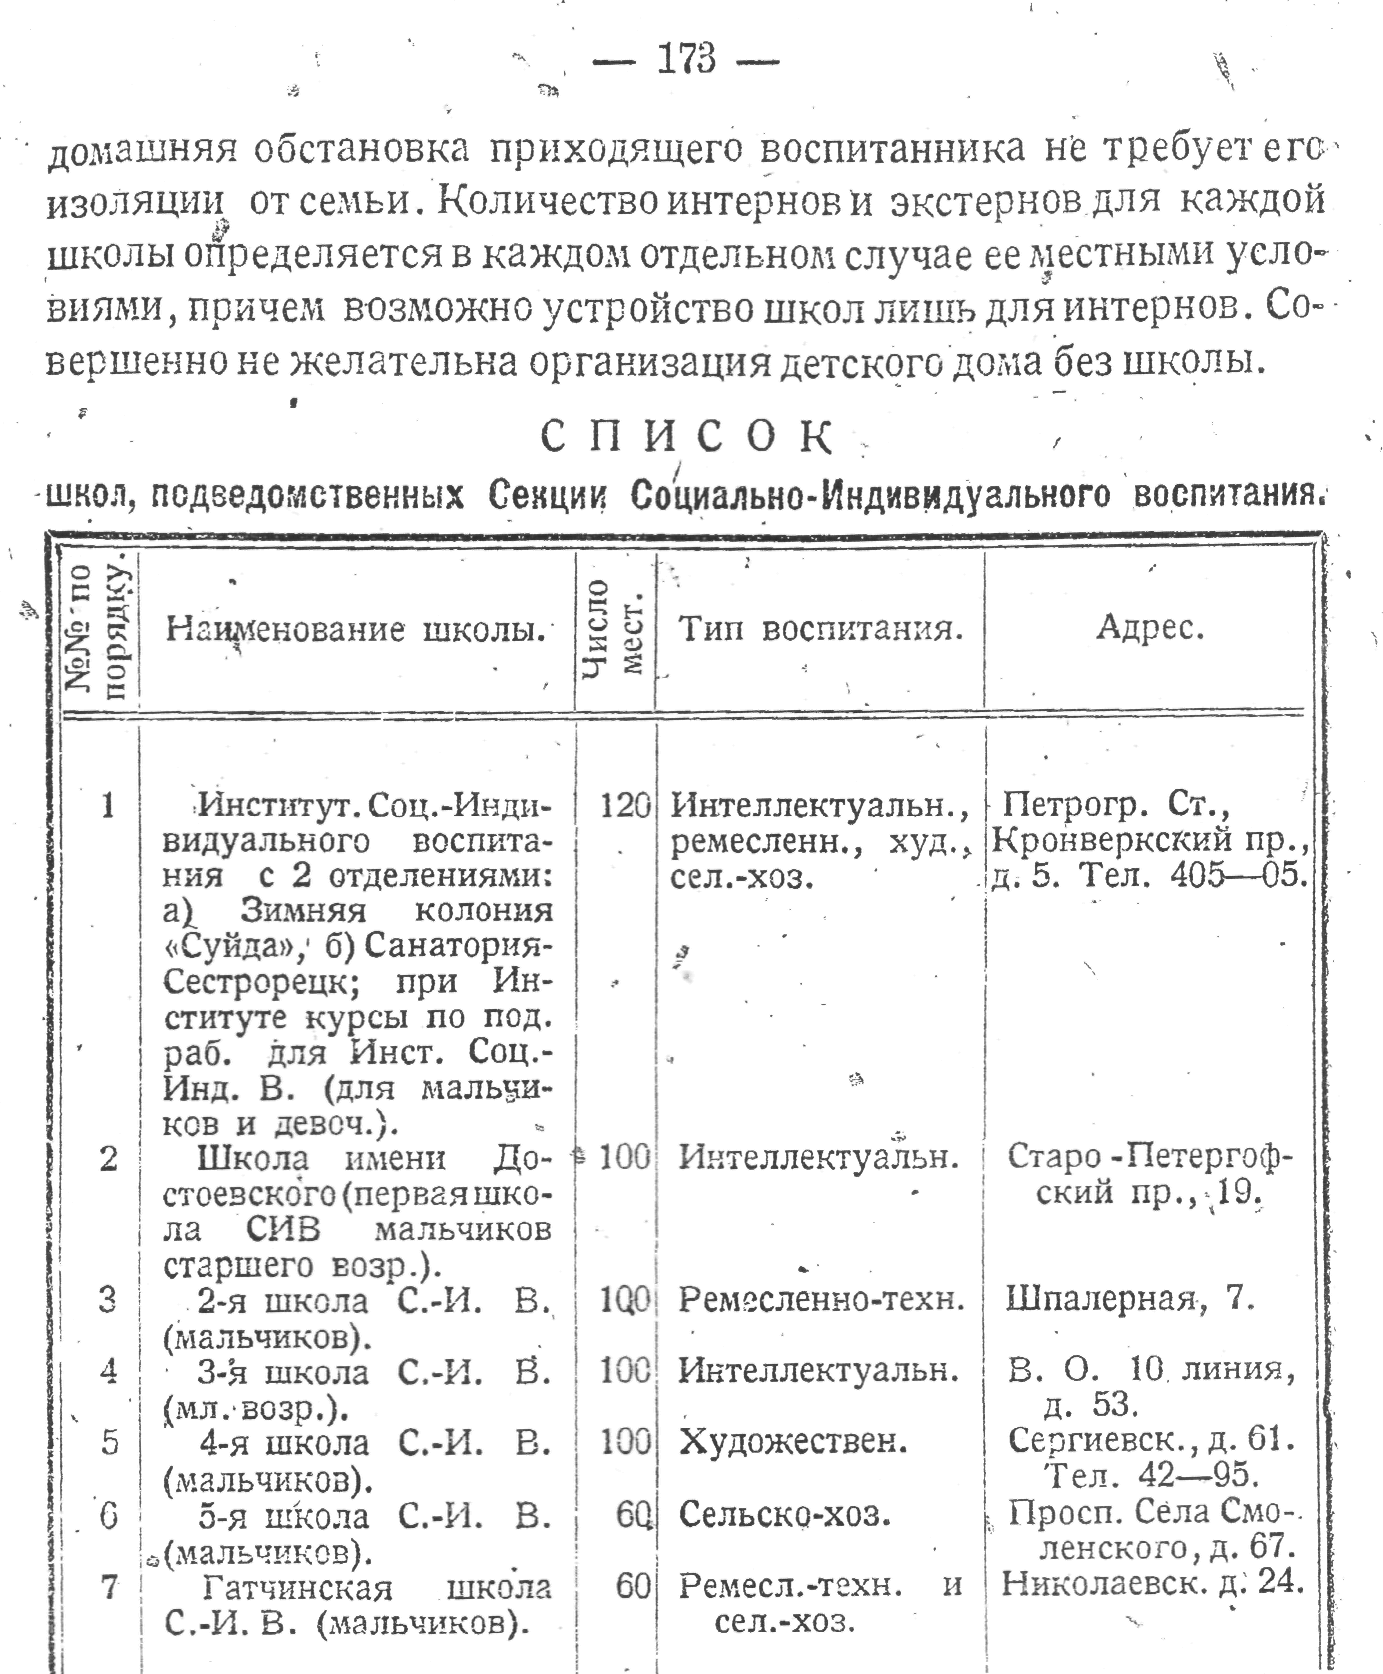 — 173 —
домашняя обстановка приходящего воспитанника не требует его
изоляции от семьи. Количество интернов и экстернов для каждой
школы определяется в каждом отдельном случае ее местными усло-
виями, причем возможно устройство школ лишь для интернов. Со-
вершенно не желательна организация детского дома без школы.
СПИСОК
школ, подведомственных Секции Социально-Индивидуального воспитания.
№№ по порядку.
Наименование школы.
Число мест.
Тип воспитания.
Адрес.
1 Институт. Соц.-Инди- 120 Интеллектуальн., Петрогр. Ст.,
видуального воспита- ремесленн., худ., Кронверкский пр.,
ния с 2 отделениями: сел.-хоз. д. 5. Тел. 405—05.
а) Зимняя колония
«Суйда», б) Санатория-
Сестрорецк; при Ин-
ституте курсы по под.
раб. для Инст. Соц.-
Инд. В. (для мальчи-
ков и девоч.).
2 Школа имени До- 100 Интеллектуальн. Старо-Петергоф-
стоевского (первая шко- ский пр., 19.
ла СИВ мальчиков
старшего возр.).
3 2-я школа С.-И. В. 100 Ремесленно-техн. Шпалерная, 7.
(мальчиков).
4 3-я школа С.-И. В. 100 Интеллектуальн. В. О. 10 линия,
(мл. возр.). д. 53.
5 4-я школа С.-И. В. 100 Художествен. Сергиевск., д. 61.
(мальчиков). Тел. 42—95.
6 5-я школа С.-И. В. 60 Сельско-хоз. Просп. Села Смо-
(мальчиков). ленского, д. 67.
7 Гатчинская школа 60 Ремесл.-техн. и Николаевск. д. 24.
С.-И. В. (мальчиков). сел.-хоз.